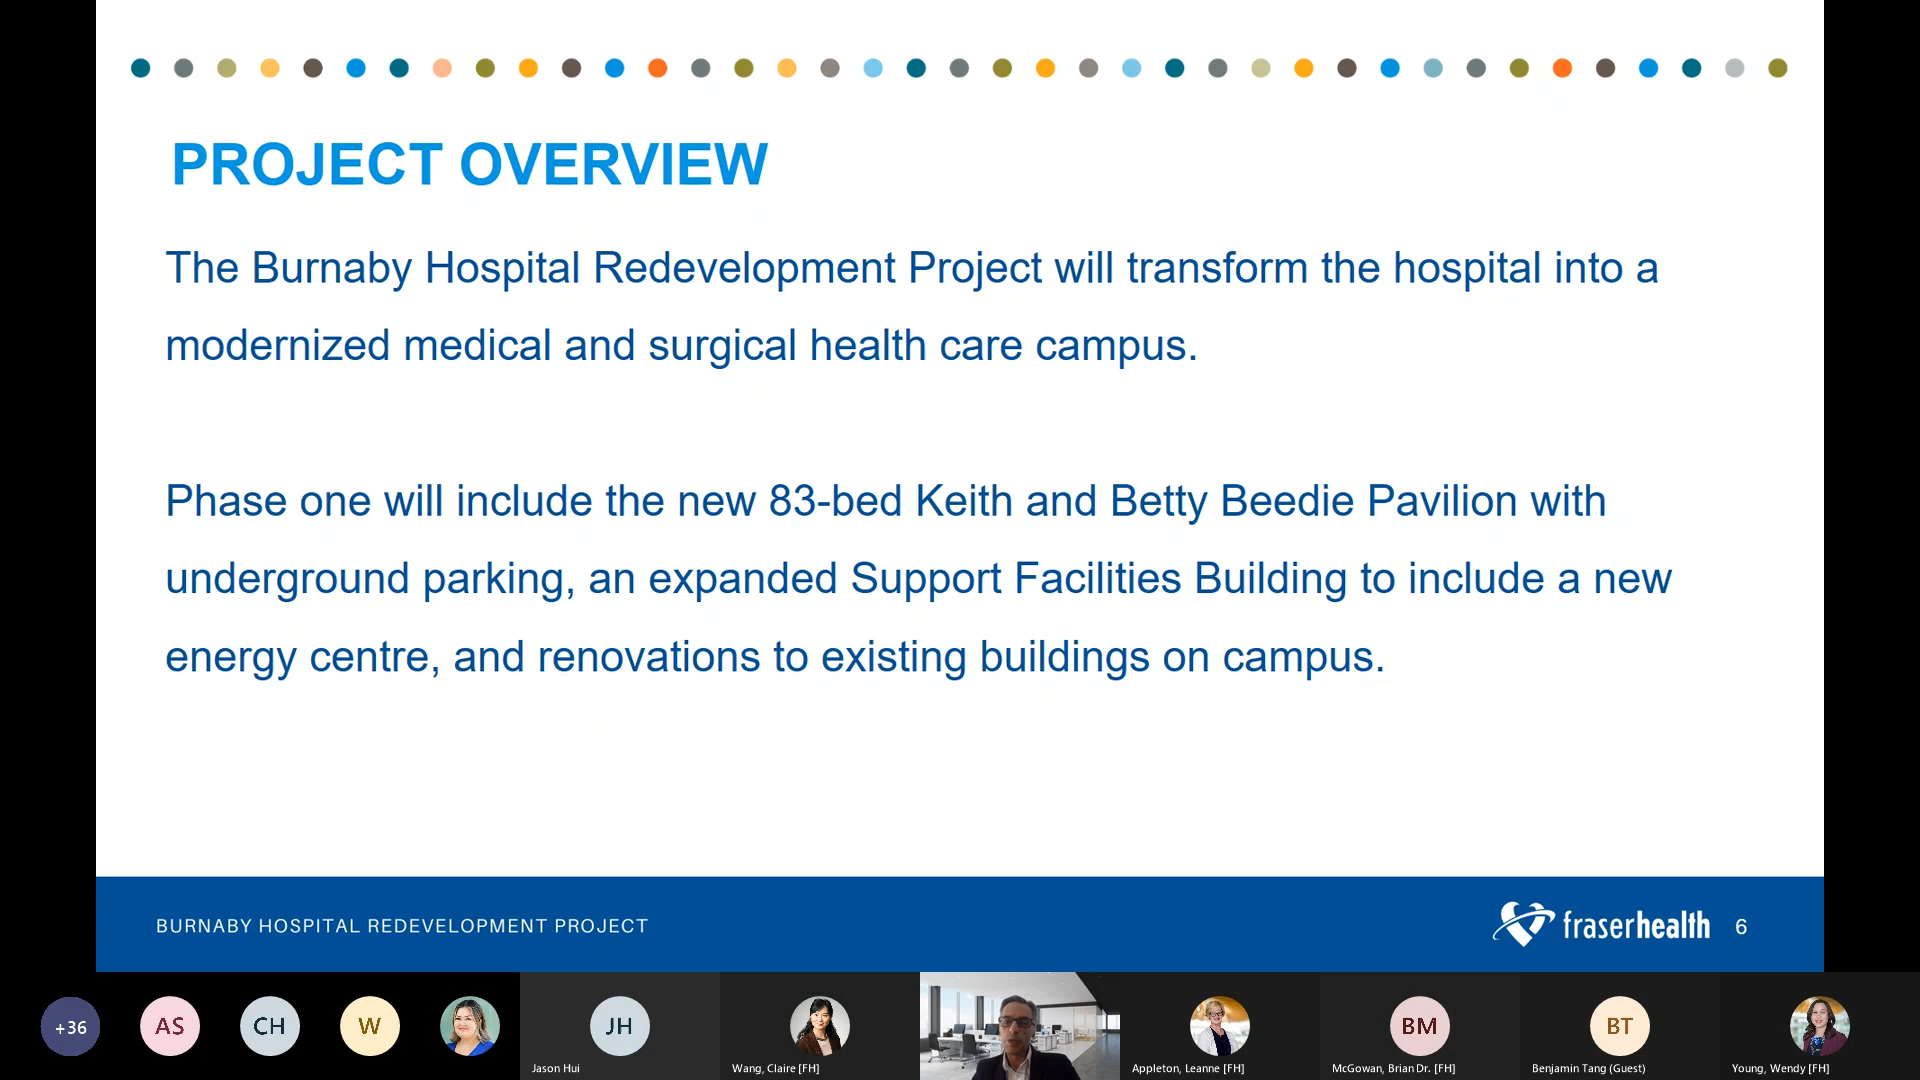 PROJECT OVERVIEW
The Burnaby Hospital Redevelopment Project will transform the hospital into a
modernized medical and surgical health care campus.
Phase one will include the new 83-bed Keith and Betty Beedie Pavilion with
underground parking, an expanded Support Facilities Building to include a new
energy centre, and renovations to existing buildings on campus.
BURNABY HOSPITAL REDEVELOPMENT PROJECT
fraserhealth
6
+36
AS
CH
W
JH
BM
BT
Jason Hui
Wang, Claire [FH]
Appleton, Leanne [FH]
McGowan, Brian Dr. [FH]
Benjamin Tang (Guest)
Young, Wendy [FH]